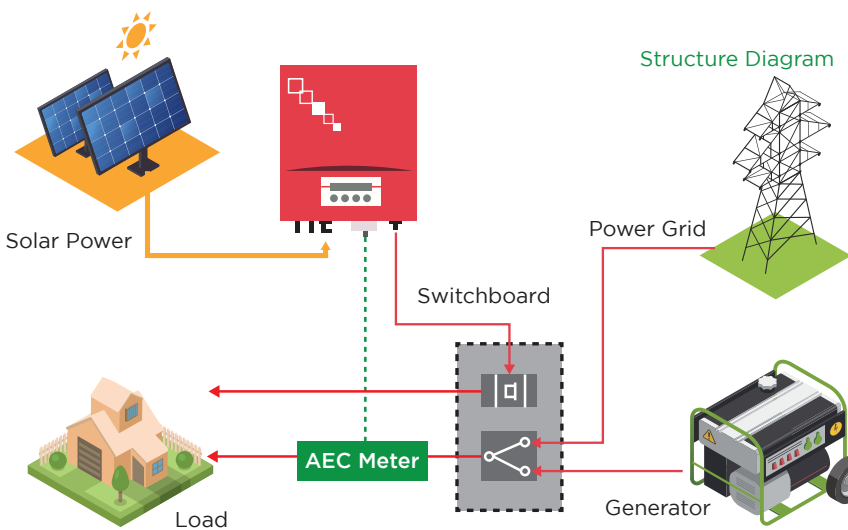 Structure Diagram
Solar Power
Power Grid
Switchboard
AEC Meter
Load
Generator